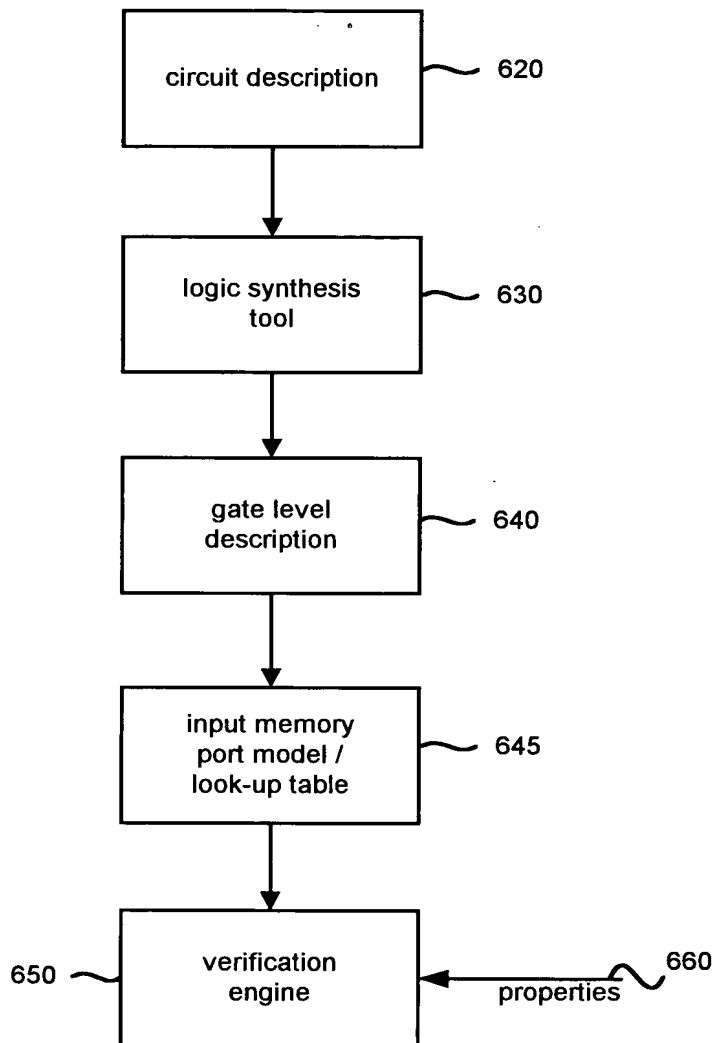 circuit description
620
logic synthesis
tool
630
gate level
description
640
input memory
port model /
look-up table
645
650
verification
engine
660
properties